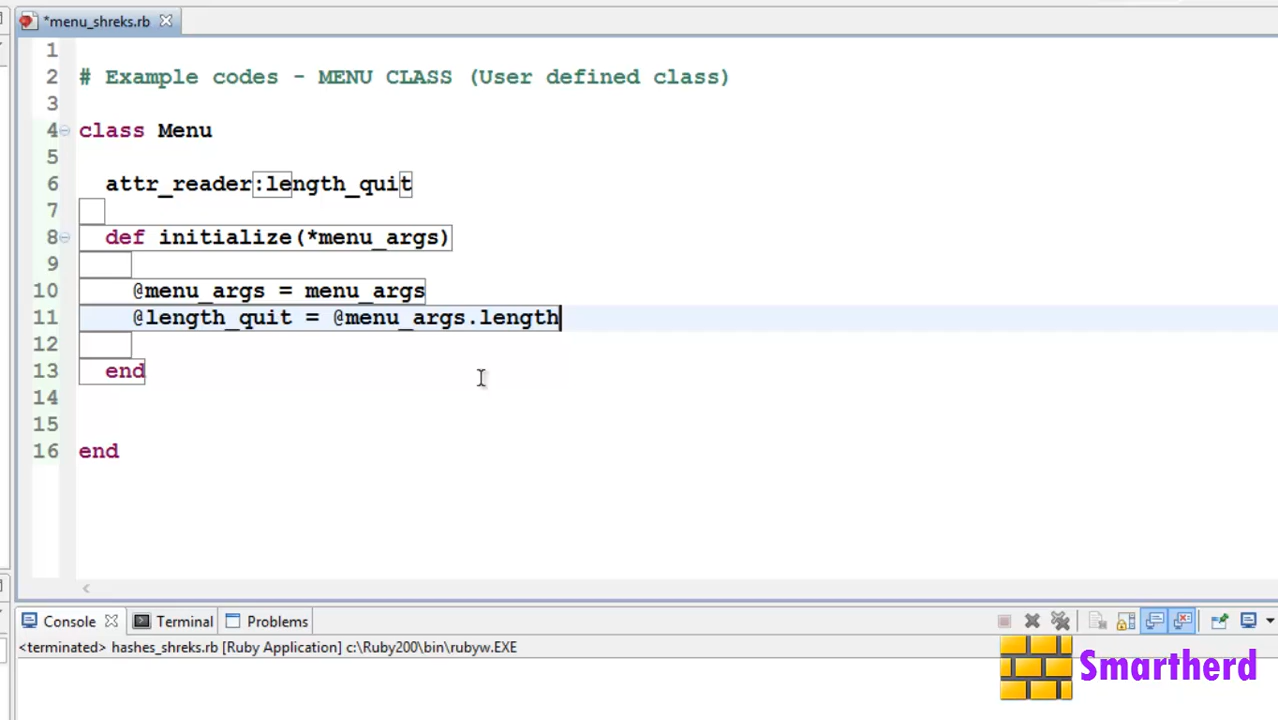 *menu_shreks.rb
1
2 # Example codes - MENU CLASS (User defined class)
3
4 class Menu
5
6 attr_reader:length_quit
7
8 def initialize(*menu_args)
9
10 @menu_args = menu_args
11 @length_quit = @menu_args.length
12
13 end
14
15
16 end
Console Terminal Problems
<terminated> hashes_shreks.rb [Ruby Application] c:\Ruby200\bin\rubyw.EXE
Smartherd